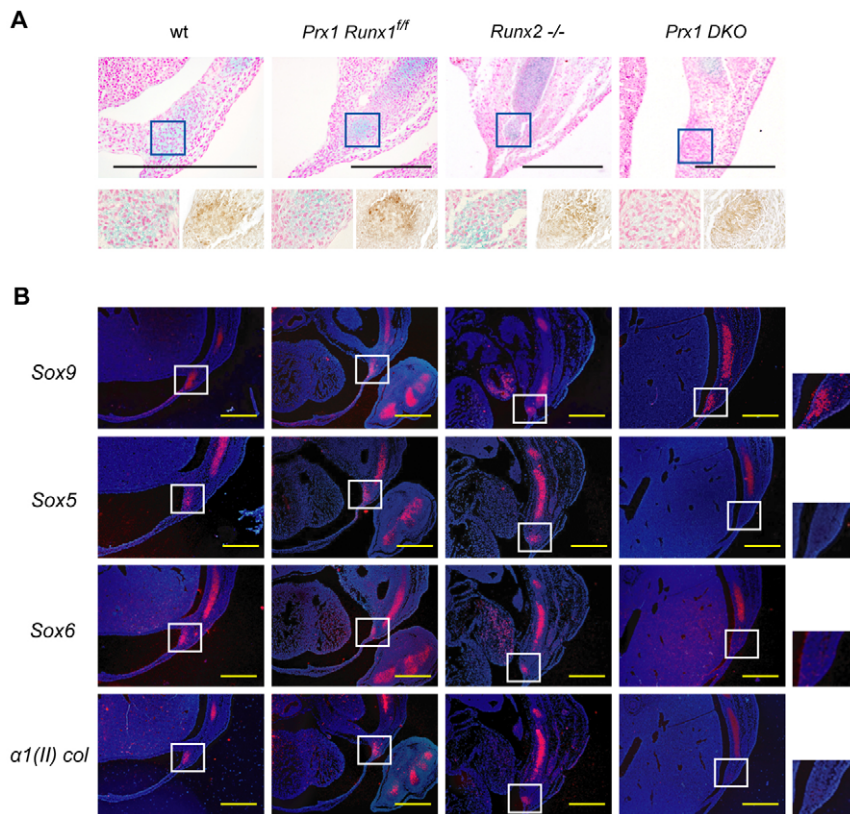 A
wt Prx1 Runx1f/f Runx2 -/- Prx1 DKO
B
Sox9
Sox5
Sox6
α1(II) col